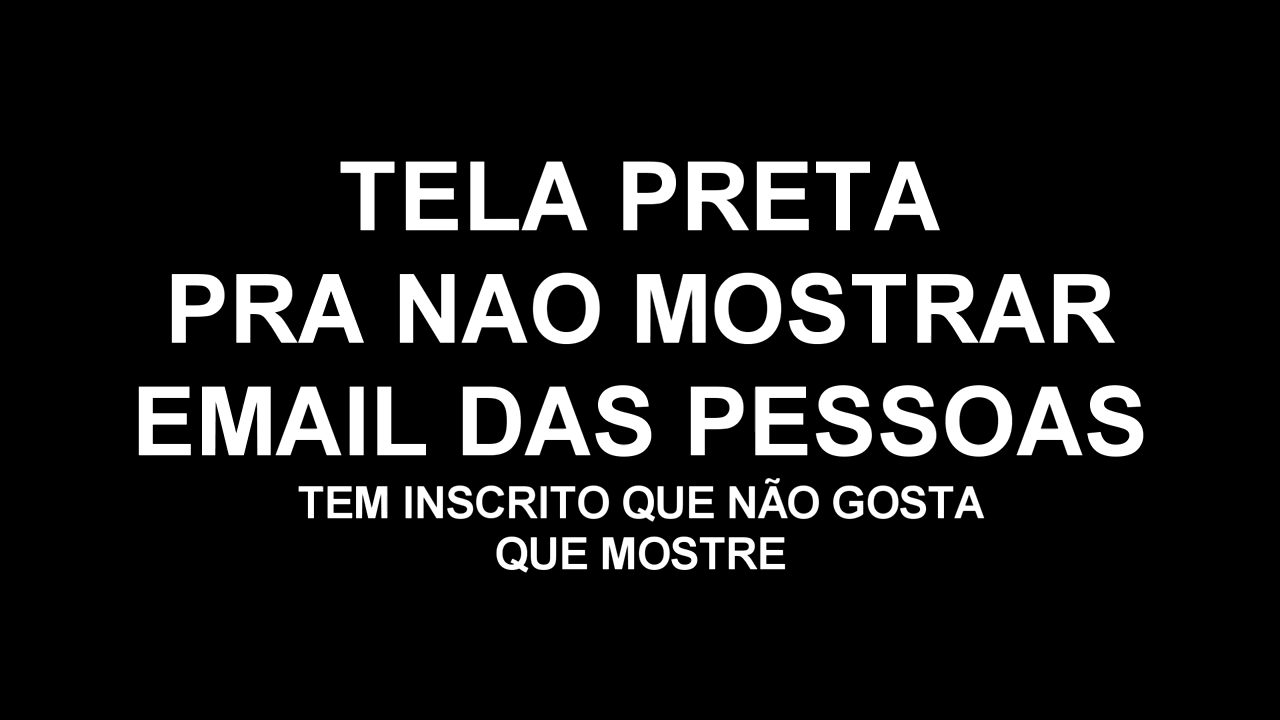 TELA PRETA
PRA NAO MOSTRAR
EMAIL DAS PESSOAS
TEM INSCRITO QUE NÃO GOSTA
QUE MOSTRE